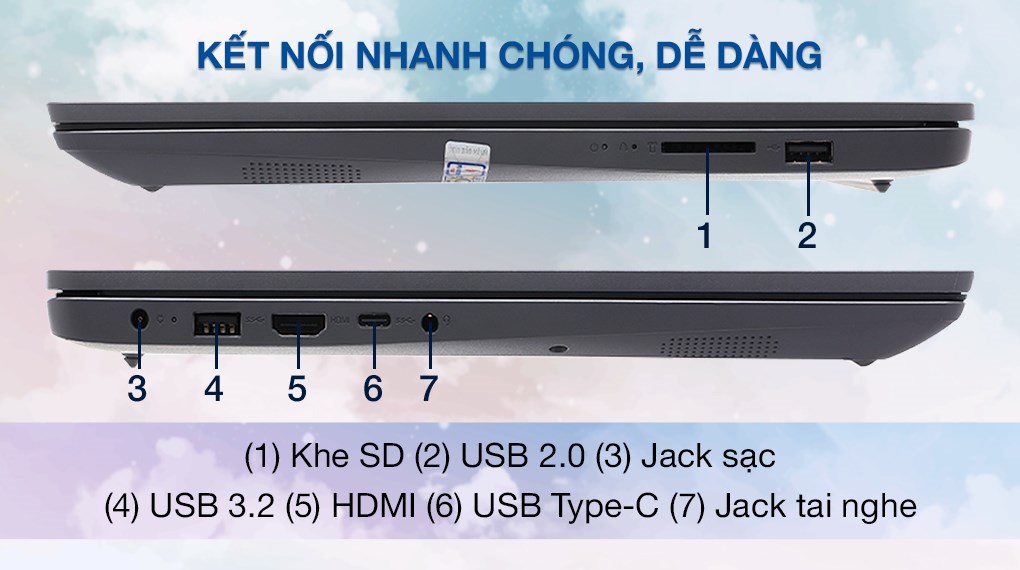 KẾT NỐI NHANH CHÓNG, DỄ DÀNG
1
2
HDMI
3
4
5
6
7
(1) Khe SD (2) USB 2.0 (3) Jack sạc
(4) USB 3.2 (5) HDMI (6) USB Type-C (7) Jack tai nghe